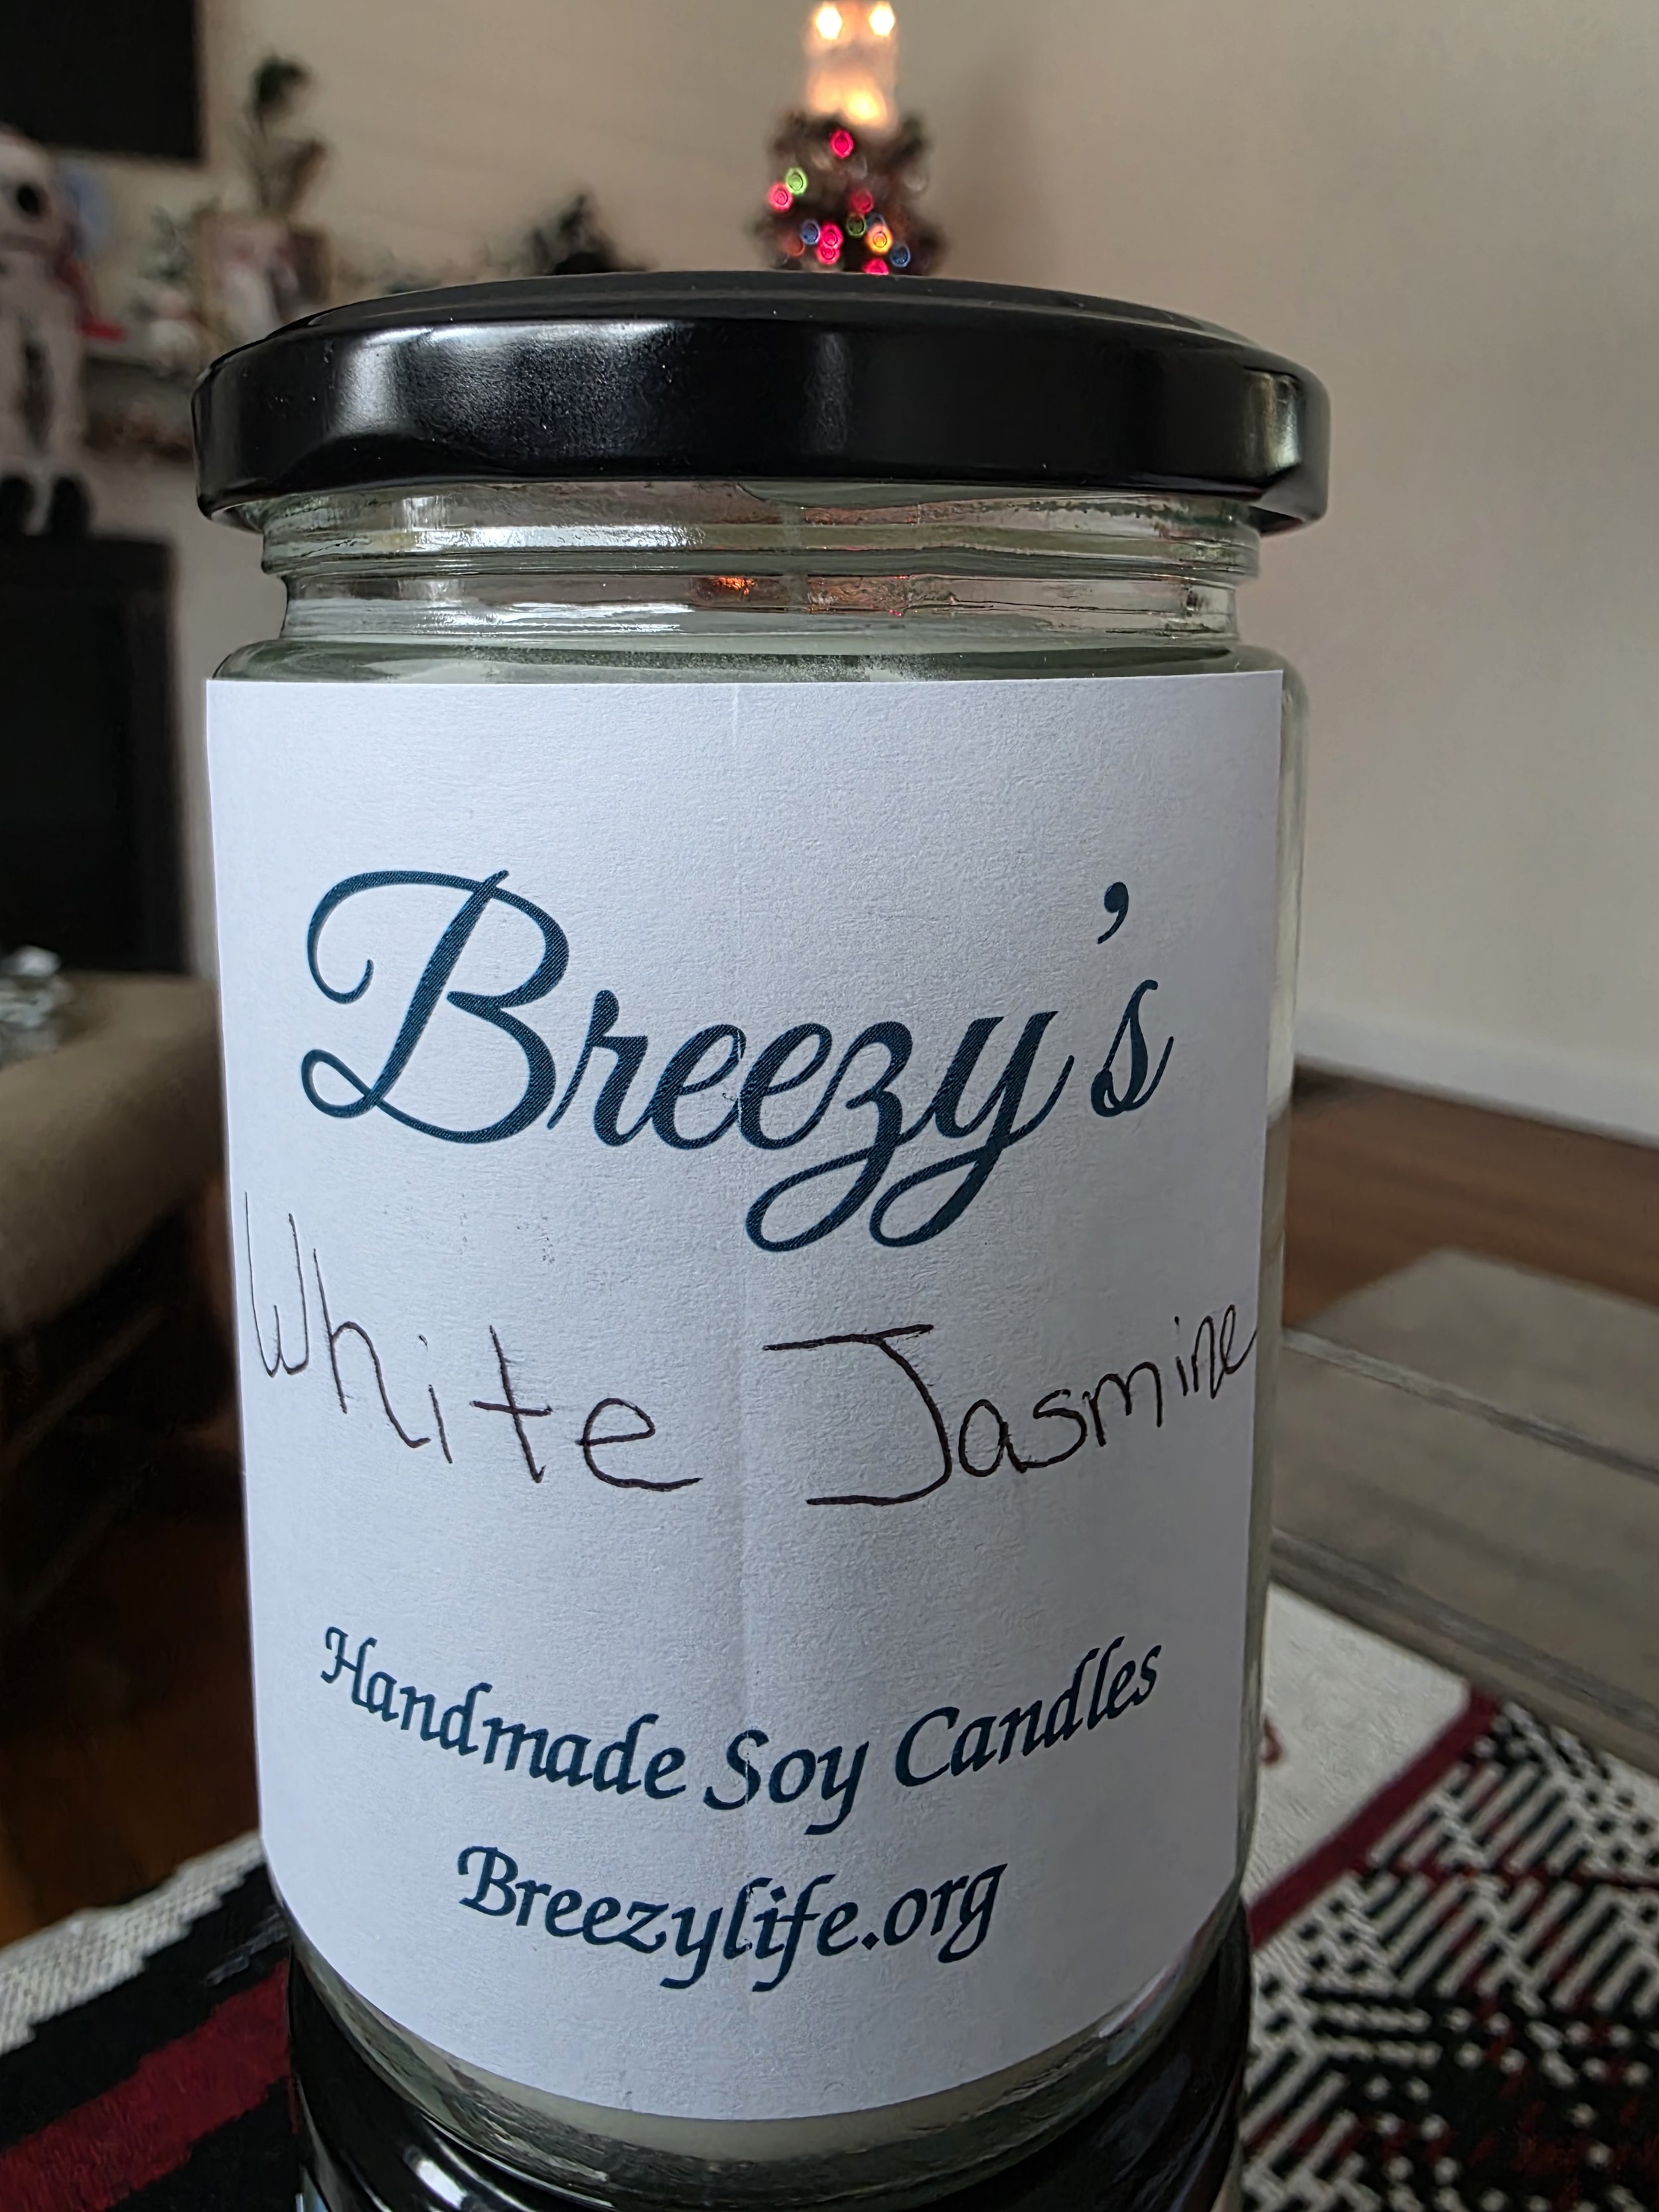 Breezy's
White Jasmine
Handmade Soy Candles
Breezylife.org